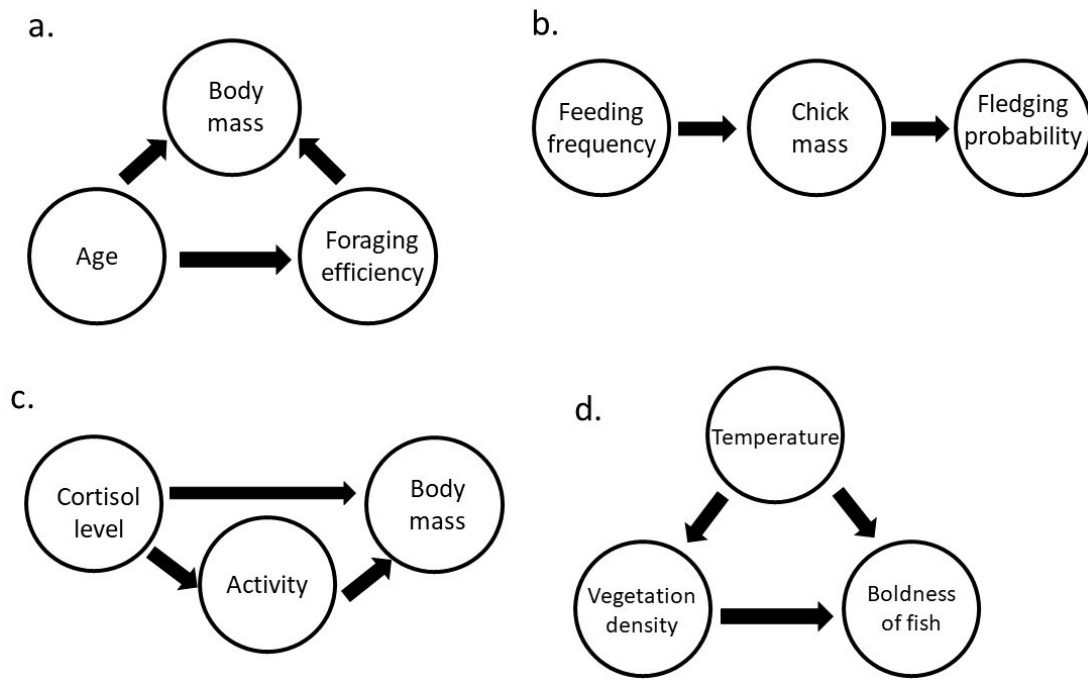 a.
Body
mass
Age
Foraging
efficiency
b.
Feeding
frequency
Chick
mass
Fledging
probability
c.
Cortisol
level
Activity
Body
mass
d.
Temperature
Vegetation
density
Boldness
of fish